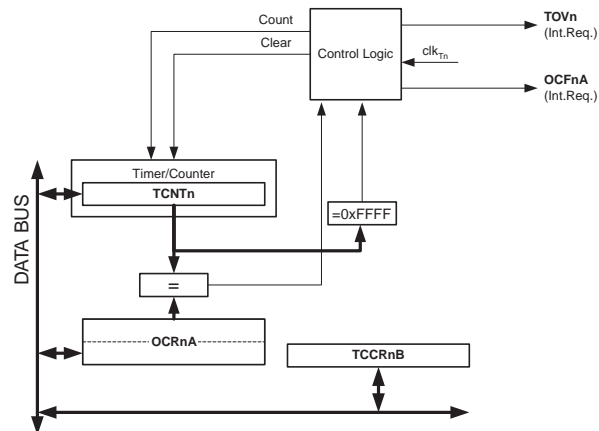 Count
Clear
Control Logic
clkTn
TOVn
(Int.Req.)
OCFnA
(Int.Req.)
Timer/Counter
TCNTn
=0xFFFF
=
OCRnA
TCCRnB
DATA BUS